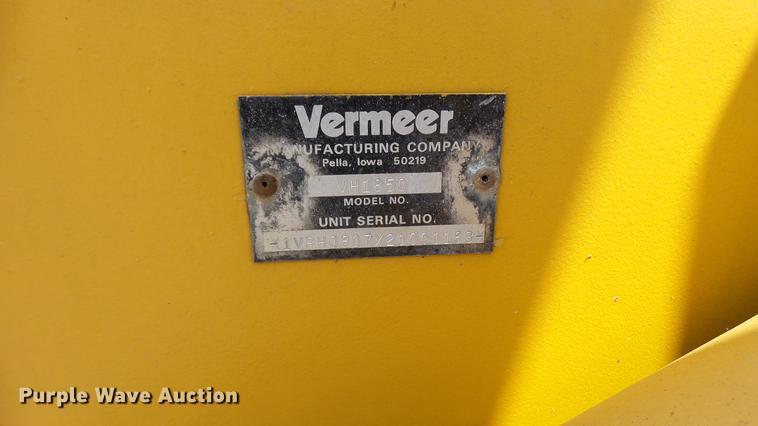 Vermeer
MANUFACTURING COMPANY
Pella, Iowa 50219
MODEL NO.
UNIT SERIAL NO.
Purple Wave Auction®